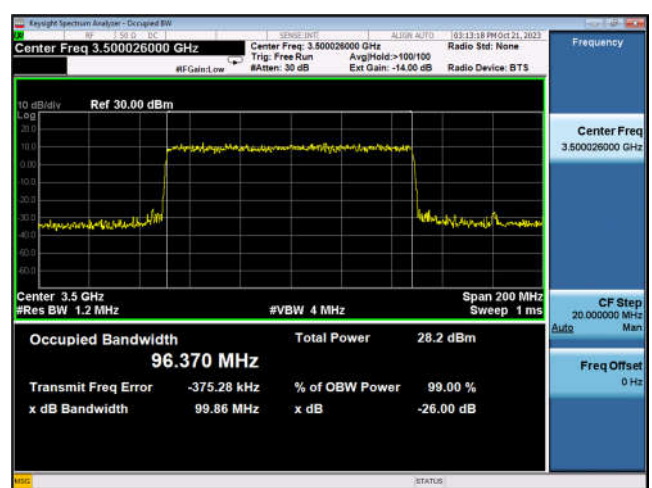 Keysight Spectrum Analyzer - Occupied BW
RF 50 Ω DC SENSE:INT ALIGN AUTO 03:13:18 PM Oct 21, 2023
Center Freq 3.500026000 GHz Center Freq: 3.500026000 GHz Radio Std: None Frequency
Trig: Free Run Avg|Hold:>100/100
#IFGain:Low #Atten: 30 dB Ext Gain: -14.00 dB Radio Device: BTS
10 dB/div Ref 30.00 dBm
Log
20.0
10.0
0.00
-10.0
-20.0
-30.0
-40.0
-50.0
-60.0
Center Freq
3.500026000 GHz
Center 3.5 GHz Span 200 MHz
#Res BW 1.2 MHz #VBW 4 MHz Sweep 1 ms
CF Step
20.000000 MHz
Auto Man
Occupied Bandwidth Total Power 28.2 dBm
96.370 MHz
Transmit Freq Error -375.28 kHz % of OBW Power 99.00 %
x dB Bandwidth 99.86 MHz x dB -26.00 dB
Freq Offset
0 Hz
MSG STATUS